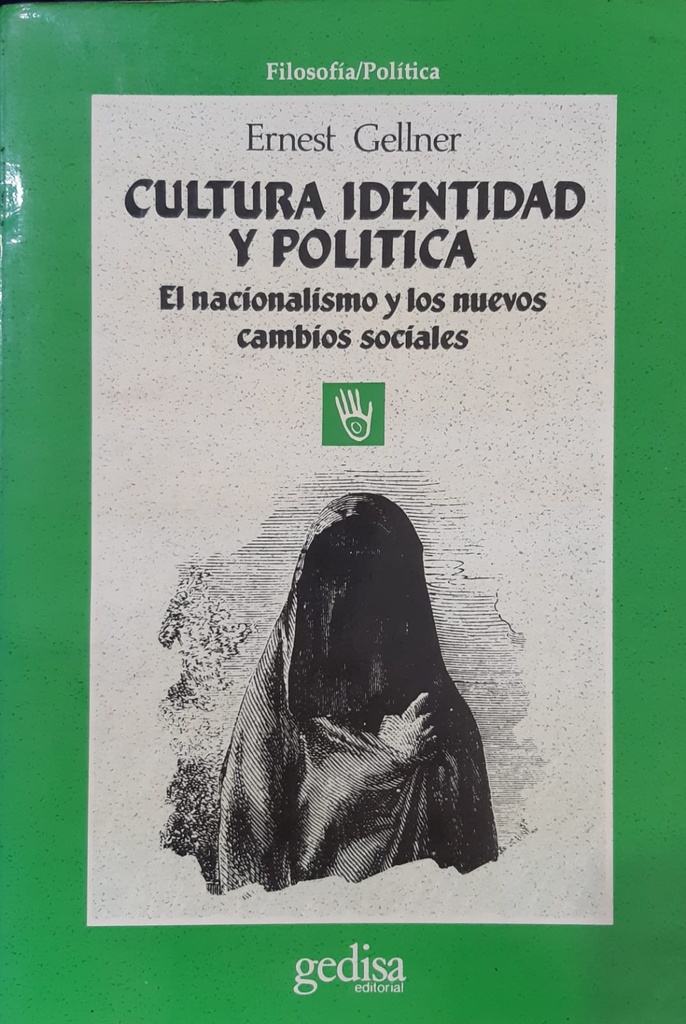 Filosofía/Política
Ernest Gellner
CULTURA IDENTIDAD
Y POLITICA
El nacionalismo y los nuevos
cambios sociales
gedisa
editorial